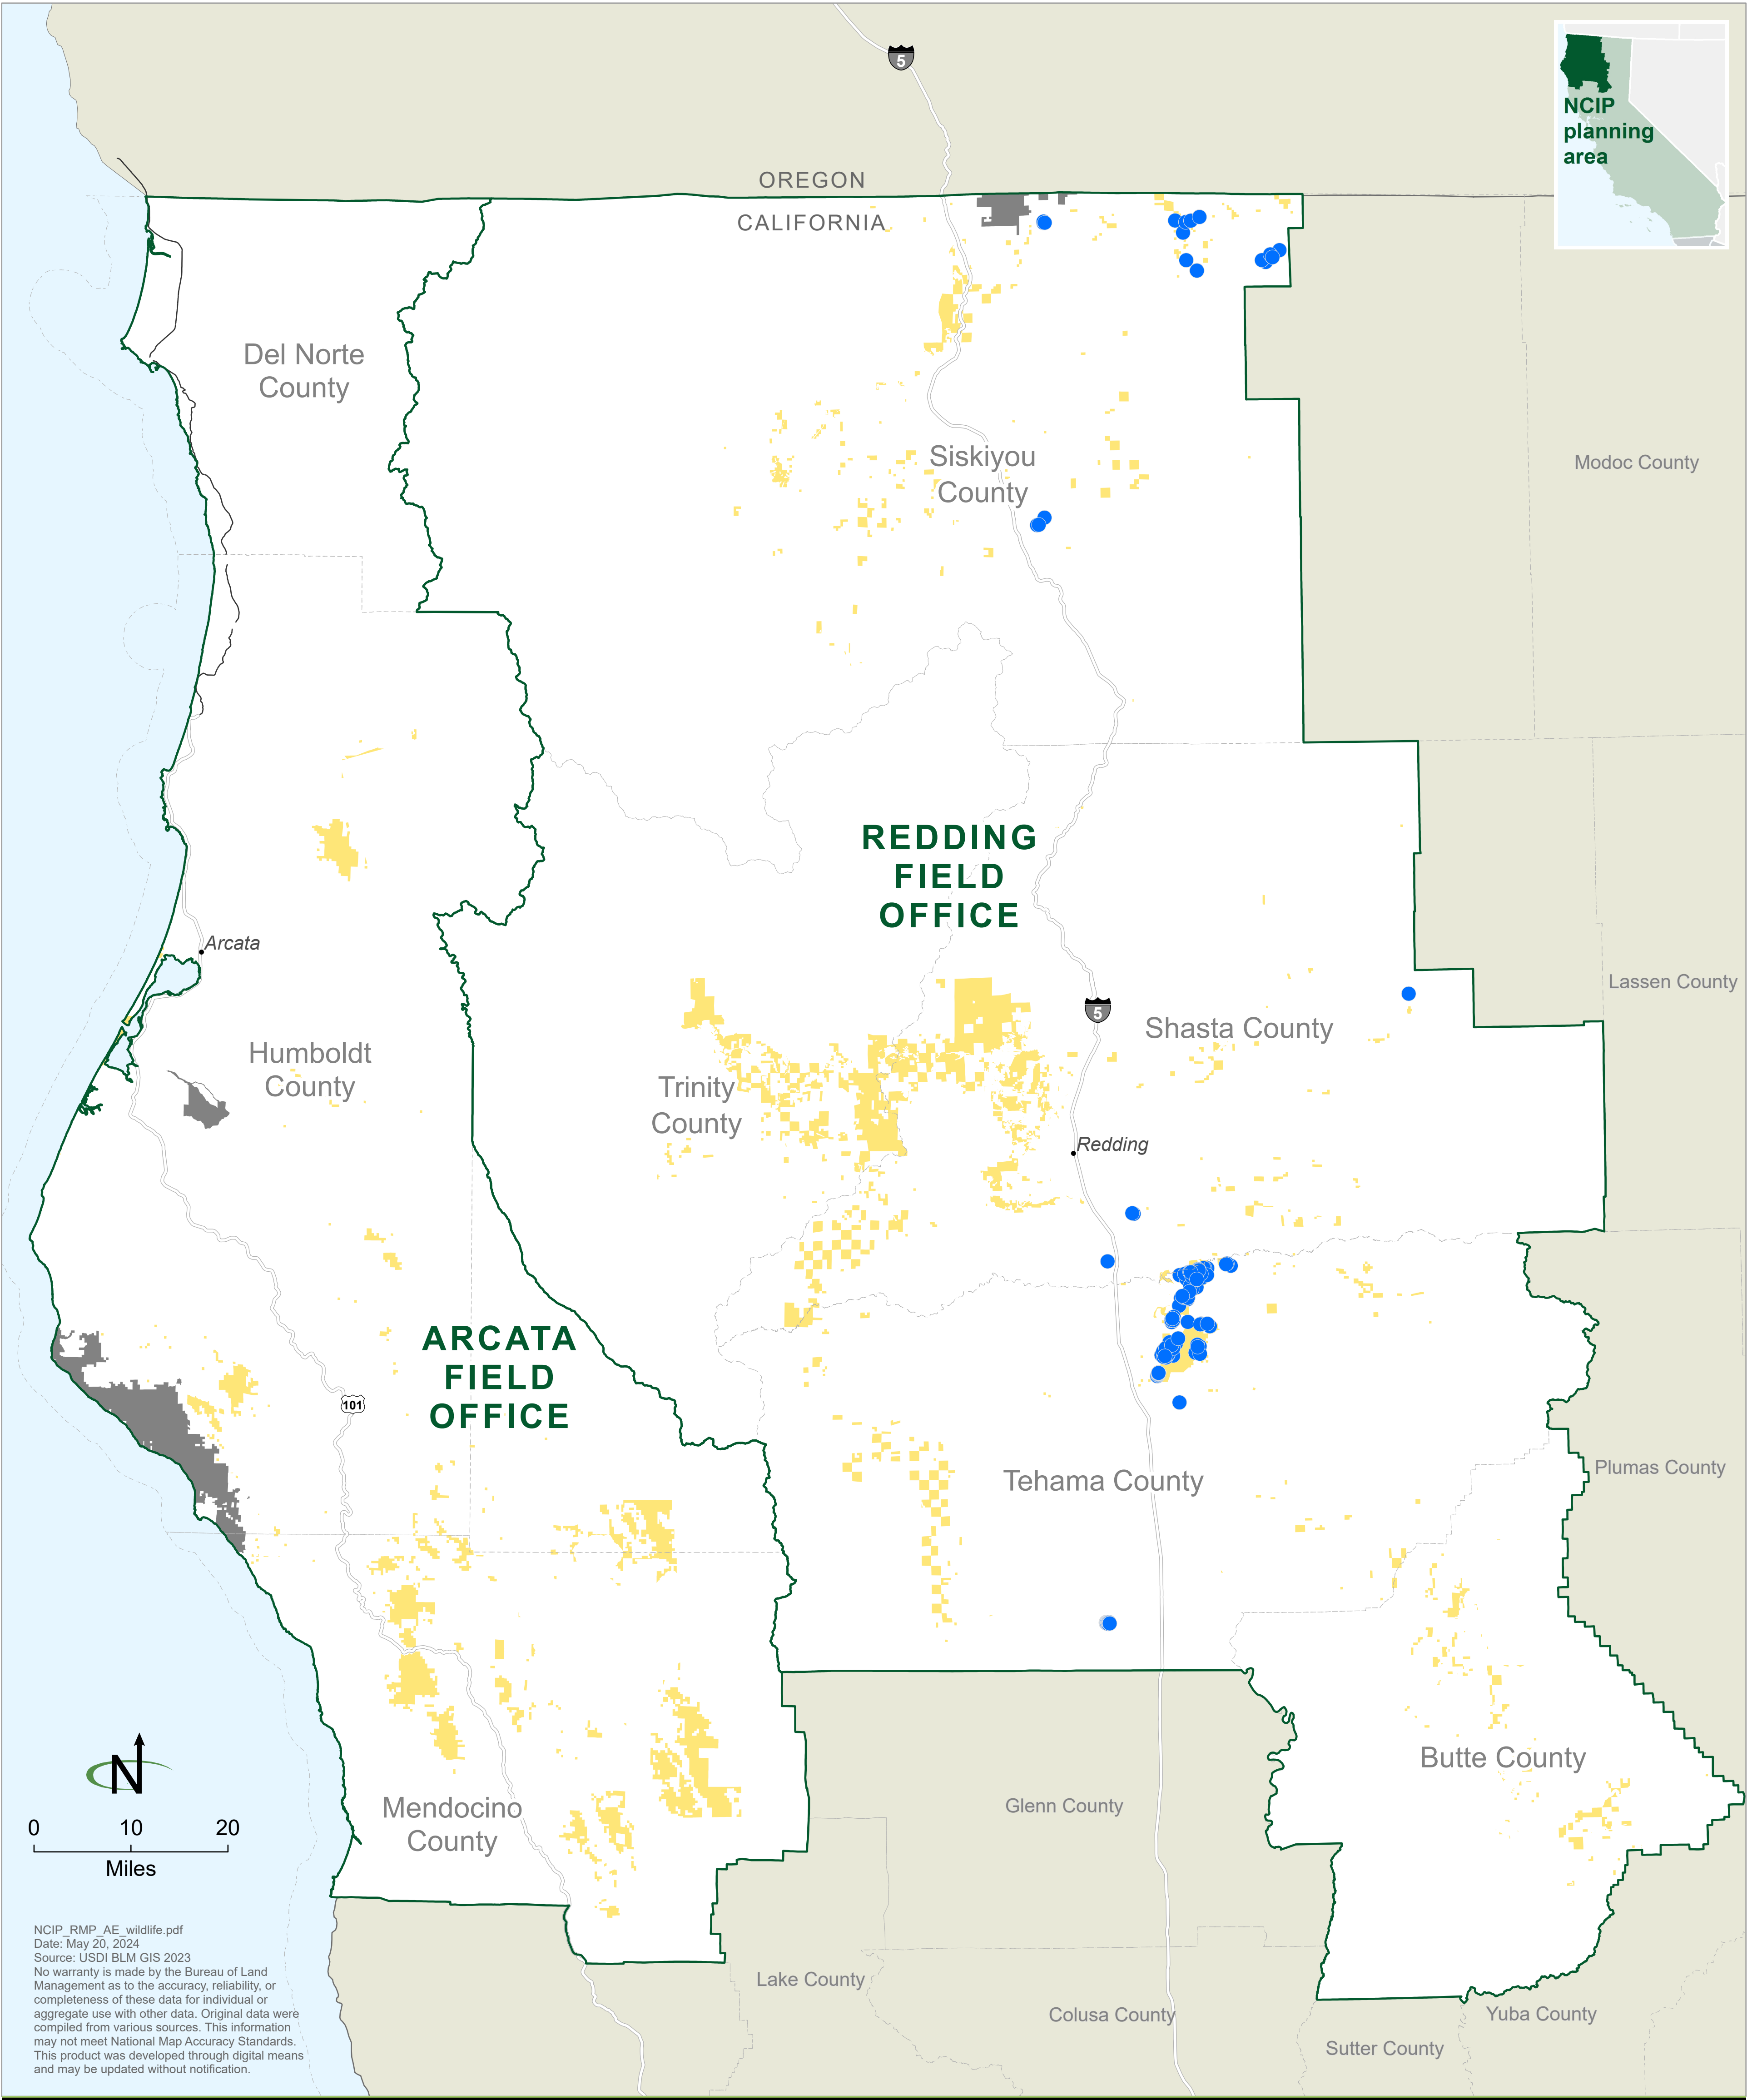 5
NCIP
planning
area
OREGON
CALIFORNIA
Del Norte
County
Siskiyou
County
Modoc County
REDDING
FIELD
OFFICE
Arcata
Lassen County
5
Shasta County
Humboldt
County
Trinity
County
Redding
ARCATA
FIELD
OFFICE
101
Plumas County
Tehama County
Butte County
N
Glenn County
Mendocino
County
0 10 20
Miles
NCIP_RMP_AE_wildlife.pdf
Date: May 20, 2024
Source: USDI BLM GIS 2023
No warranty is made by the Bureau of Land
Management as to the accuracy, reliability, or
completeness of these data for individual or
aggregate use with other data. Original data were
compiled from various sources. This information
may not meet National Map Accuracy Standards.
This product was developed through digital means
and may be updated without notification.
Lake County
Colusa County
Yuba County
Sutter County